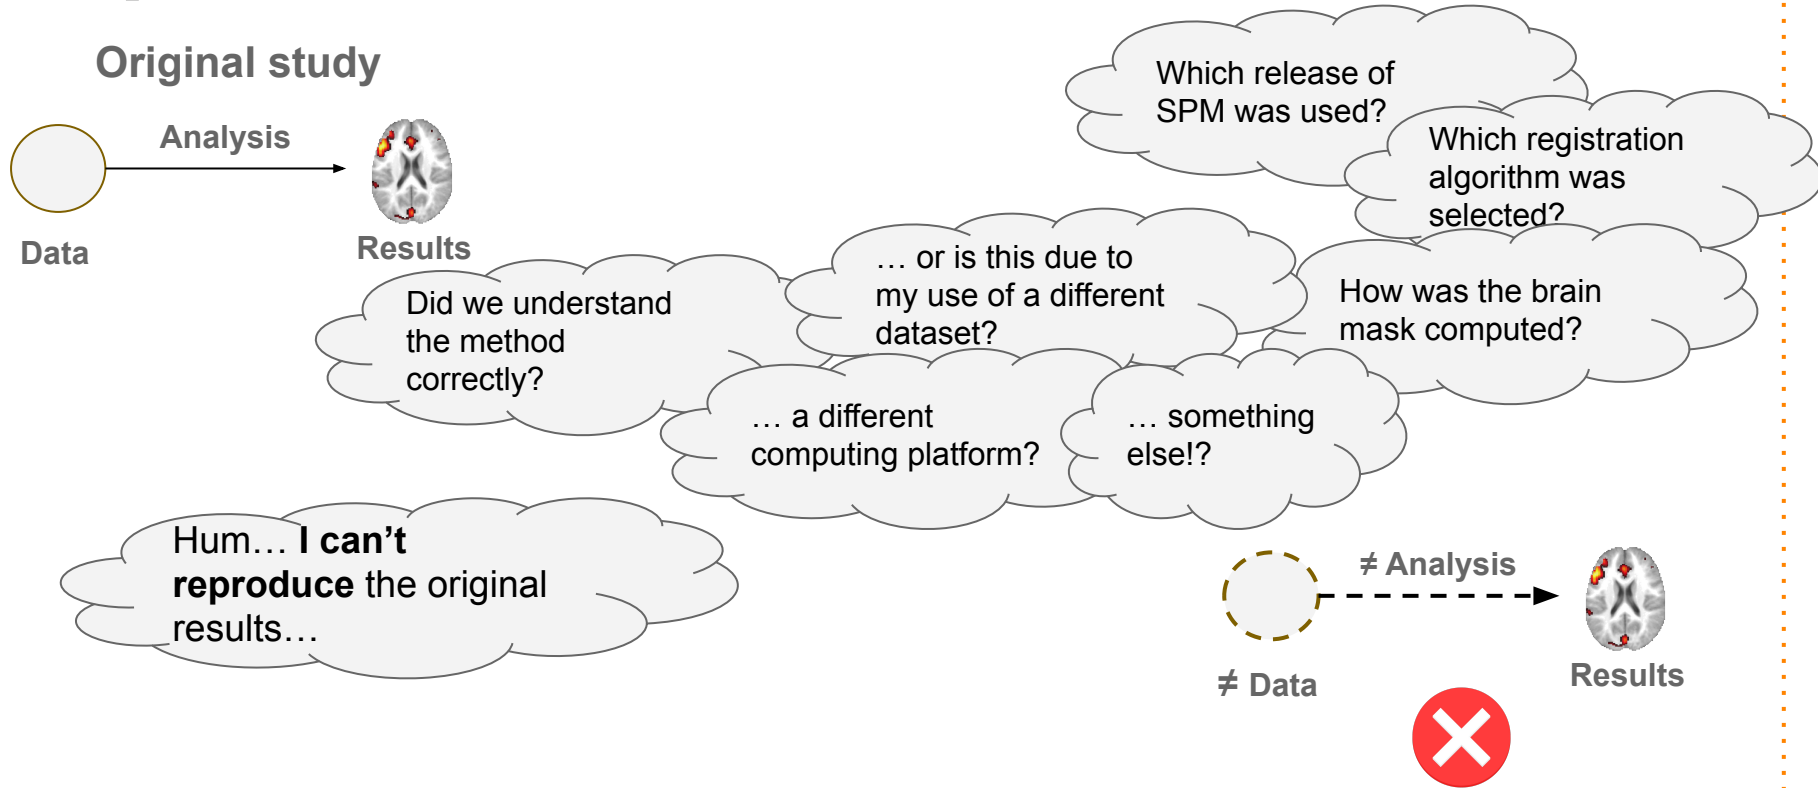 Original study
Analysis
Data
Results
Which release of
SPM was used?
Which registration
algorithm was
selected?
… or is this due to
my use of a different
dataset?
How was the brain
mask computed?
Did we understand
the method
correctly?
… a different
computing platform?
… something
else!?
Hum… I can’t
reproduce the original
results…
≠ Analysis
≠ Data
Results